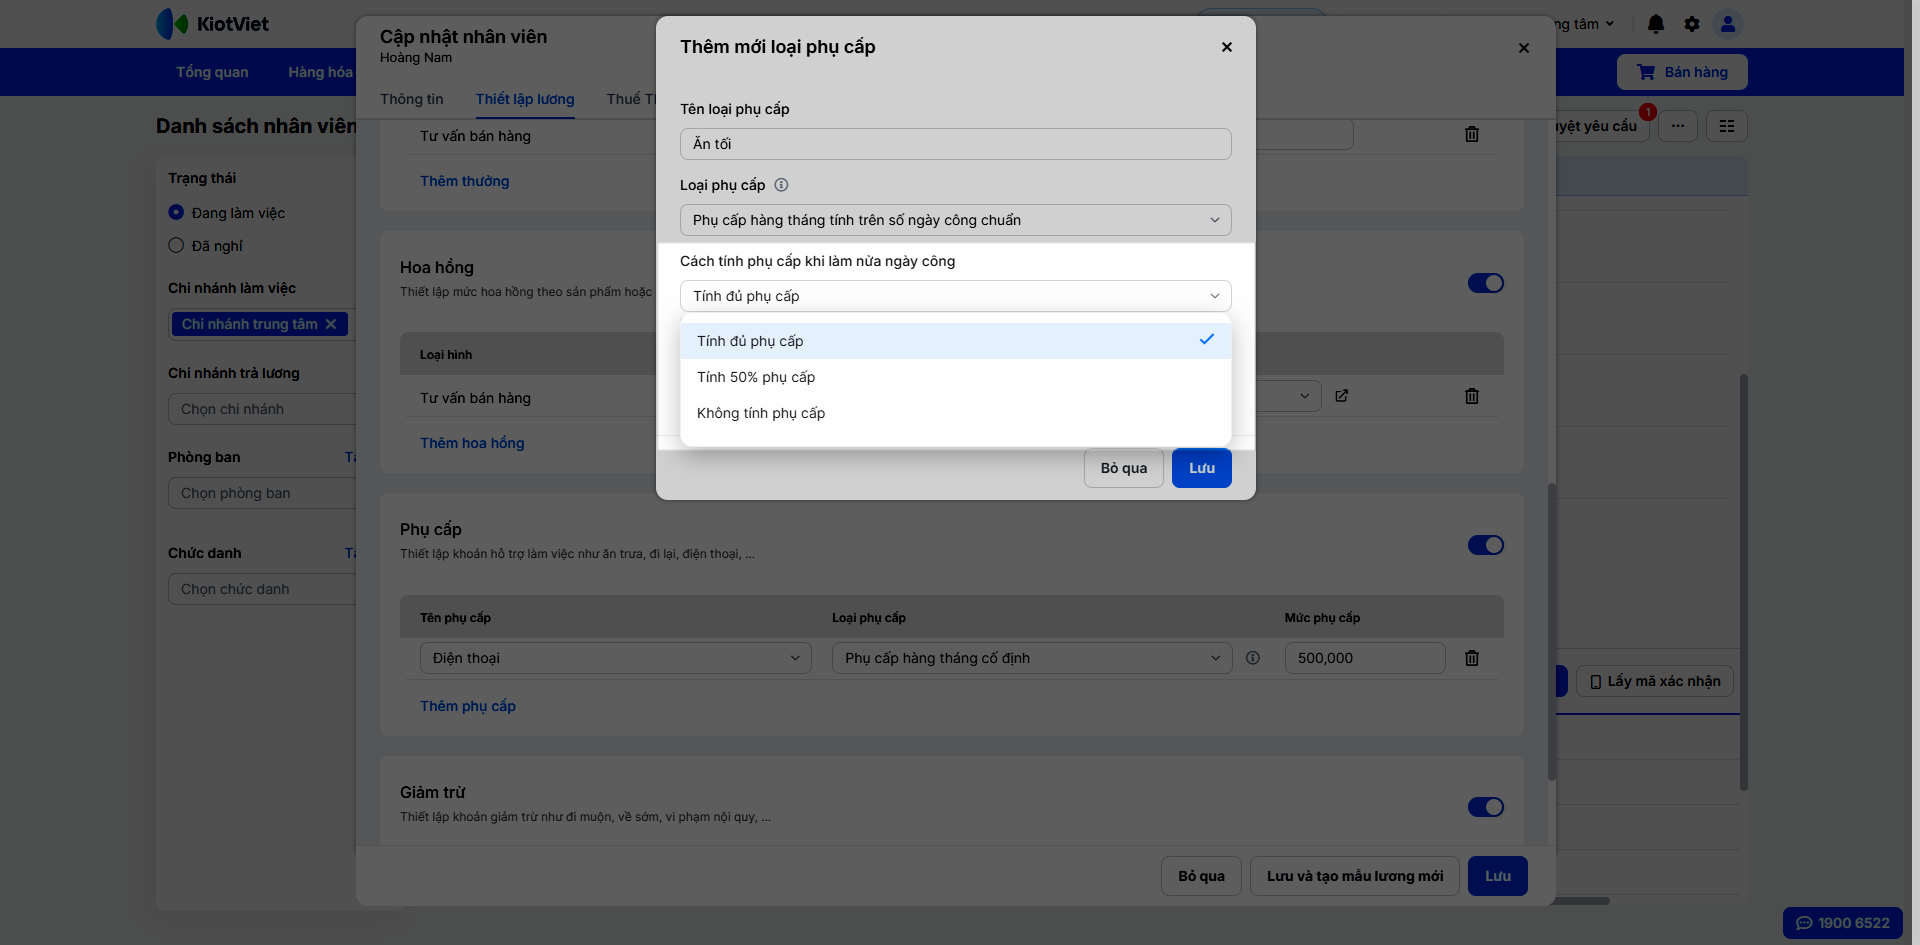 KiotViet
ng tâm
Tổng quan
Hàng hóa
Bán hàng
Danh sách nhân viên
yệt yêu cầu
1
Trạng thái
Đang làm việc
Đã nghỉ
Chi nhánh làm việc
Chi nhánh trung tâm
Chi nhánh trả lương
Chọn chi nhánh
Phòng ban
Tạ
Chọn phòng ban
Chức danh
Tạ
Chọn chức danh
Cập nhật nhân viên
Hoàng Nam
Thông tin
Thiết lập lương
Thuế T
Tư vấn bán hàng
Thêm thưởng
Hoa hồng
Thiết lập mức hoa hồng theo sản phẩm hoặc
Loại hình
Tư vấn bán hàng
Thêm hoa hồng
Thêm mới loại phụ cấp
Tên loại phụ cấp
Ăn tối
Loại phụ cấp
Phụ cấp hàng tháng tính trên số ngày công chuẩn
Cách tính phụ cấp khi làm nửa ngày công
Tính đủ phụ cấp
Tính đủ phụ cấp
Tính 50% phụ cấp
Không tính phụ cấp
Bỏ qua
Lưu
Phụ cấp
Thiết lập khoản hỗ trợ làm việc như ăn trưa, đi lại, điện thoại, ...
Tên phụ cấp
Loại phụ cấp
Mức phụ cấp
Điện thoại
Phụ cấp hàng tháng cố định
500,000
Thêm phụ cấp
Giảm trừ
Thiết lập khoản giảm trừ như đi muộn, về sớm, vi phạm nội quy, ...
Bỏ qua
Lưu và tạo mẫu lương mới
Lưu
Lấy mã xác nhận
1900 6522